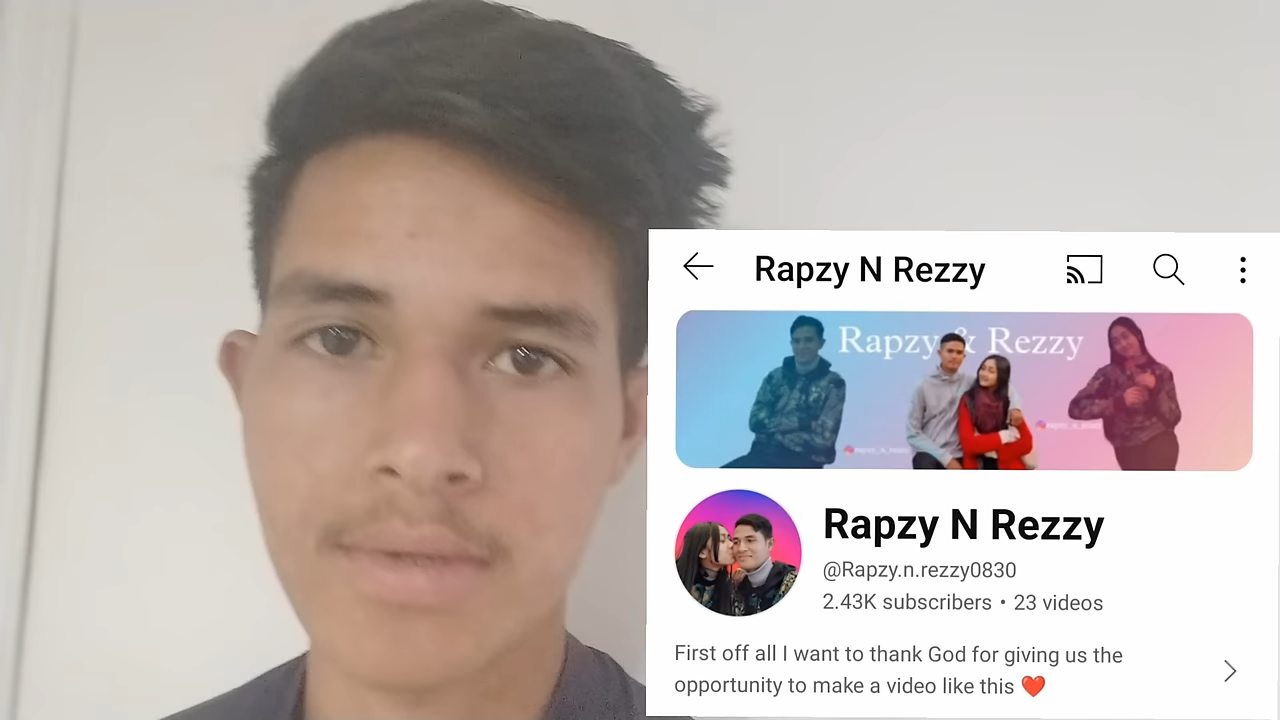 Rapzy N Rezzy
Rapzy & Rezzy
Rapzy N Rezzy
@Rapzy.n.rezzy0830
2.43K subscribers • 23 videos
First off all I want to thank God for giving us the
opportunity to make a video like this ❤️